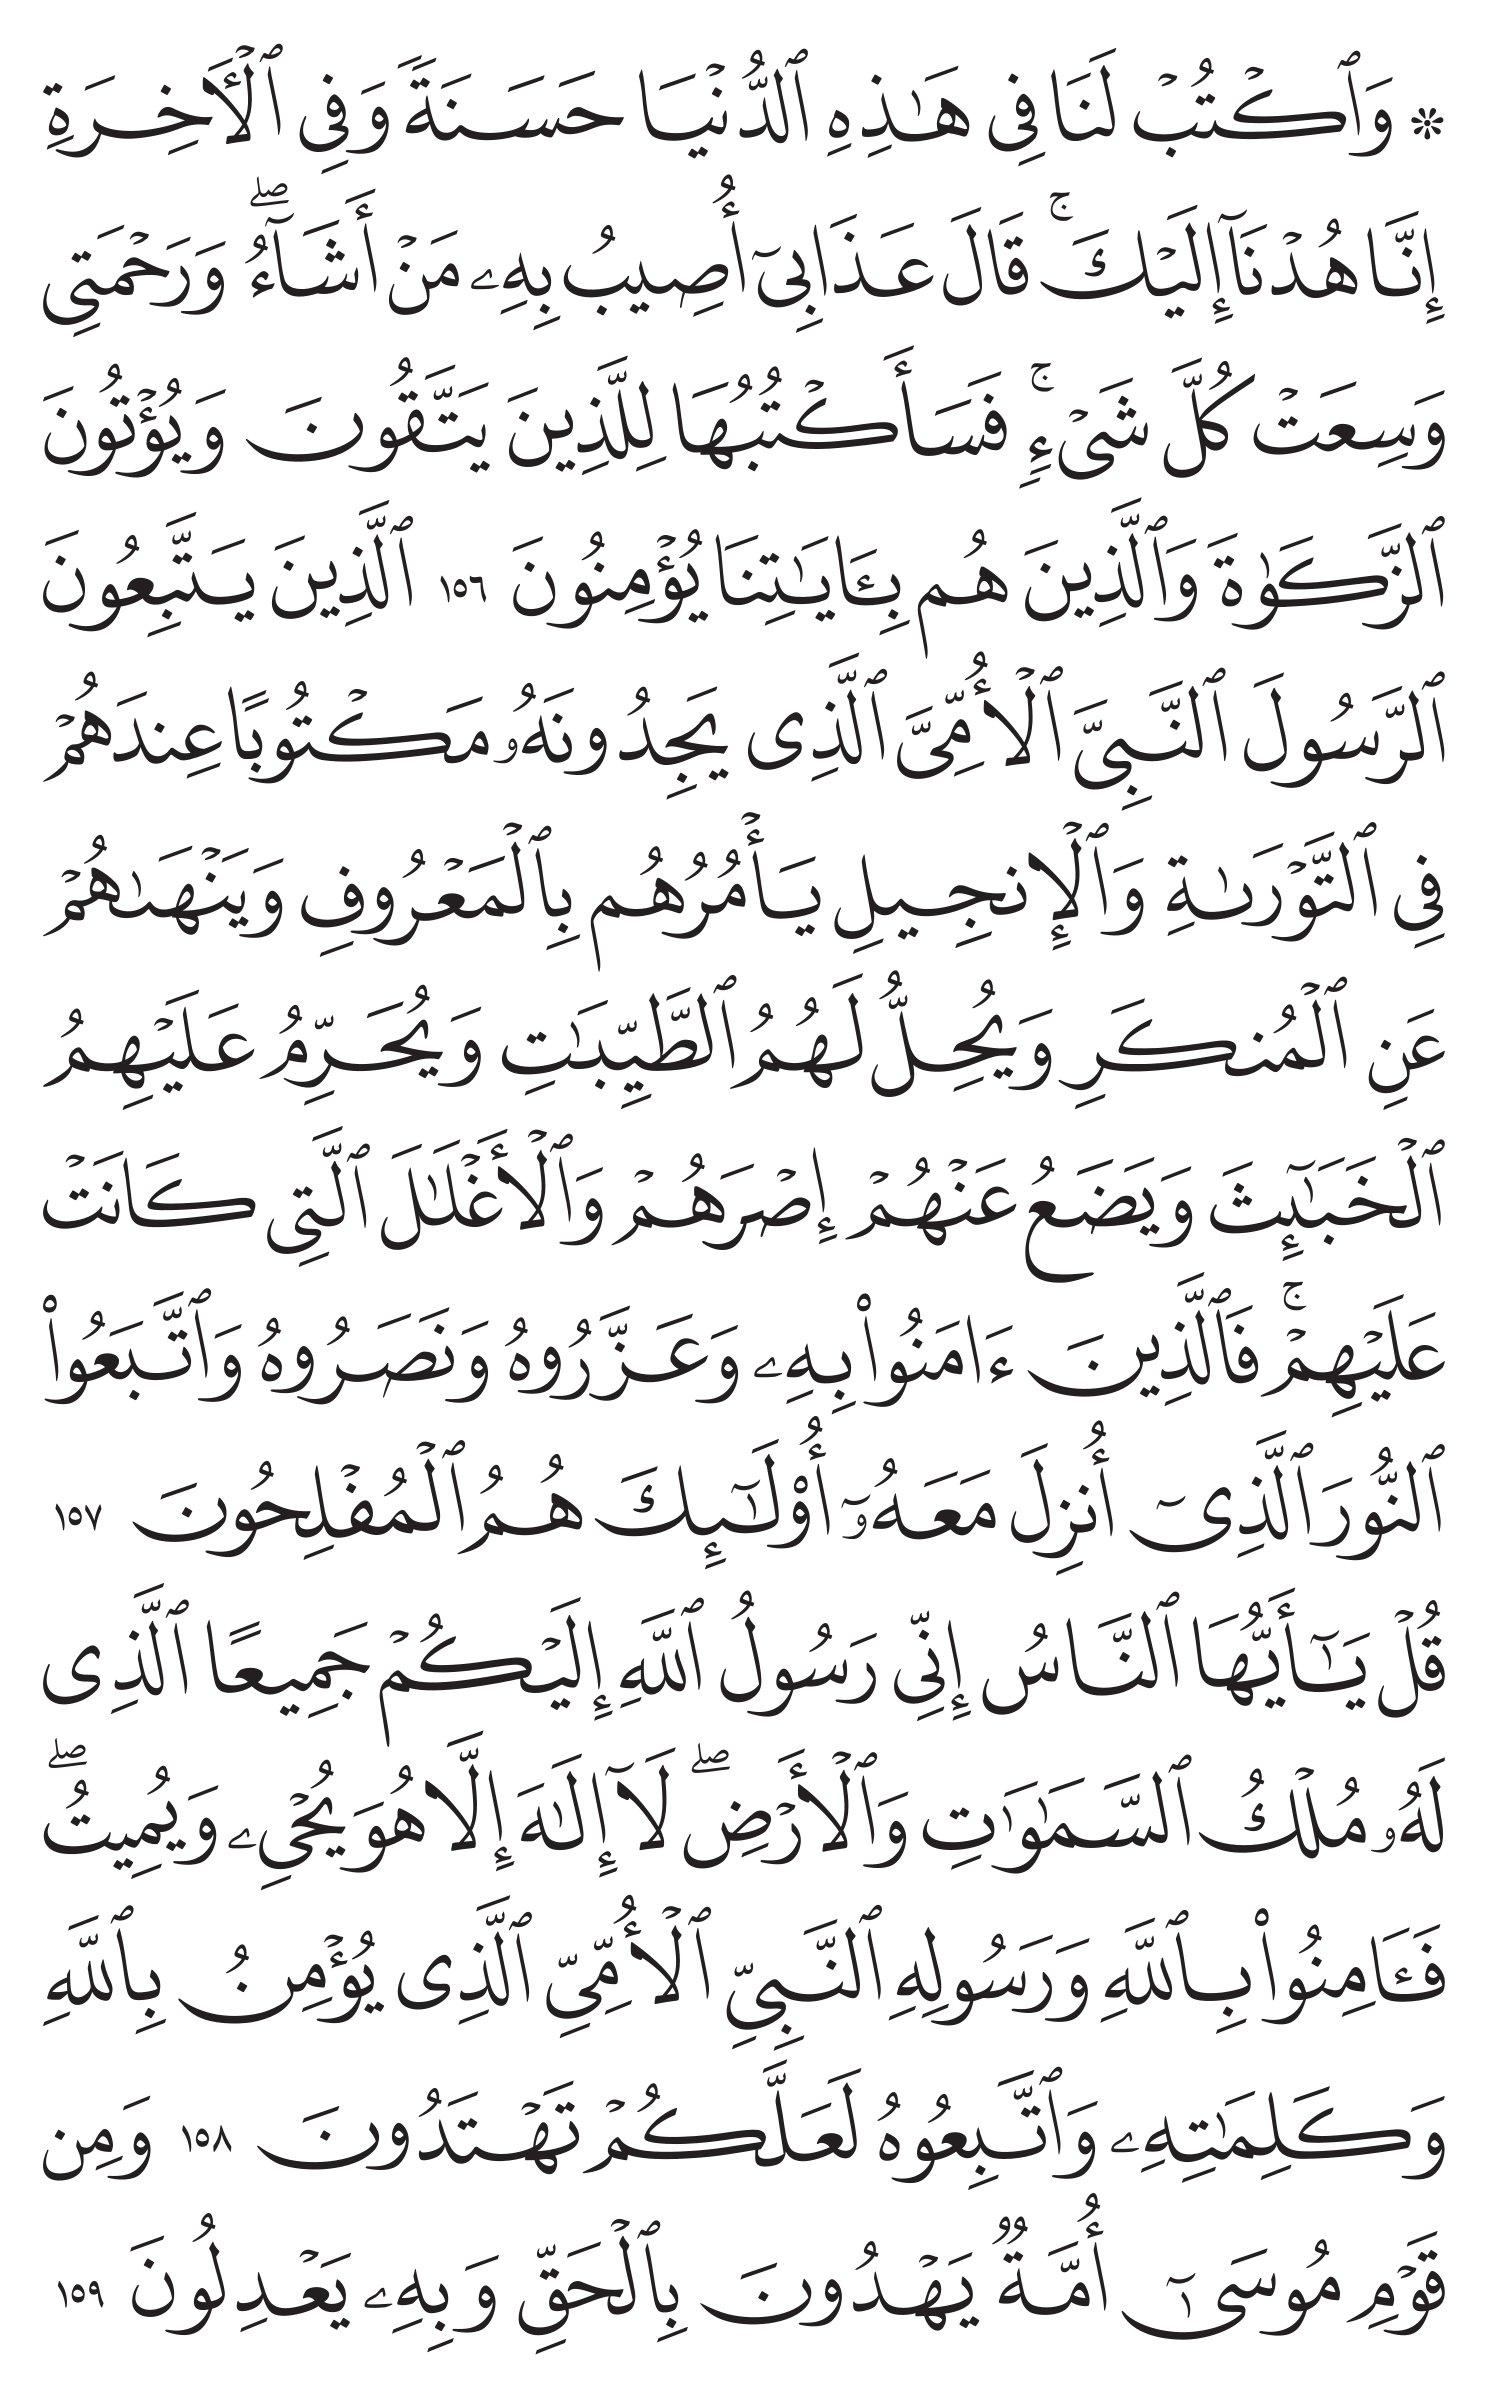 * وَٱكۡتُبۡ لَنَا فِي هَٰذِهِ ٱلدُّنۡيَا حَسَنَةٗ وَفِي ٱلۡأٓخِرَةِ
إِنَّا هُدۡنَآ إِلَيۡكَۚ قَالَ عَذَابِيٓ أُصِيبُ بِهِۦ مَنۡ أَشَآءُۖ وَرَحۡمَتِي
وَسِعَتۡ كُلَّ شَيۡءٖۚ فَسَأَكۡتُبُهَا لِلَّذِينَ يَتَّقُونَ وَيُؤۡتُونَ
ٱلزَّكَوٰةَ وَٱلَّذِينَ هُم بِـَٔايَٰتِنَا يُؤۡمِنُونَ ١٥٦ ٱلَّذِينَ يَتَّبِعُونَ
ٱلرَّسُولَ ٱلنَّبِيَّ ٱلۡأُمِّيَّ ٱلَّذِي يَجِدُونَهُۥ مَكۡتُوبًا عِندَهُمۡ
فِي ٱلتَّوۡرَىٰةِ وَٱلۡإِنجِيلِ يَأۡمُرُهُم بِٱلۡمَعۡرُوفِ وَيَنۡهَىٰهُمۡ
عَنِ ٱلۡمُنكَرِ وَيُحِلُّ لَهُمُ ٱلطَّيِّبَٰتِ وَيُحَرِّمُ عَلَيۡهِمُ
ٱلۡخَبَٰٓئِثَ وَيَضَعُ عَنۡهُمۡ إِصۡرَهُمۡ وَٱلۡأَغۡلَٰلَ ٱلَّتِي كَانَتۡ
عَلَيۡهِمۡۚ فَٱلَّذِينَ ءَامَنُواْ بِهِۦ وَعَزَّرُوهُ وَنَصَرُوهُ وَٱتَّبَعُواْ
ٱلنُّورَ ٱلَّذِيٓ أُنزِلَ مَعَهُۥٓ أُوْلَٰٓئِكَ هُمُ ٱلۡمُفۡلِحُونَ ١٥٧
قُلۡ يَٰٓأَيُّهَا ٱلنَّاسُ إِنِّي رَسُولُ ٱللَّهِ إِلَيۡكُمۡ جَمِيعًا ٱلَّذِي
لَهُۥ مُلۡكُ ٱلسَّمَٰوَٰتِ وَٱلۡأَرۡضِۖ لَآ إِلَٰهَ إِلَّا هُوَ يُحۡيِۦ وَيُمِيتُۖ
فَـَٔامِنُواْ بِٱللَّهِ وَرَسُولِهِ ٱلنَّبِيِّ ٱلۡأُمِّيِّ ٱلَّذِي يُؤۡمِنُ بِٱللَّهِ
وَكَلِمَٰتِهِۦ وَٱتَّبِعُوهُ لَعَلَّكُمۡ تَهۡتَدُونَ ١٥٨ وَمِن
قَوۡمِ مُوسَىٰٓ أُمَّةٞ يَهۡدُونَ بِٱلۡحَقِّ وَبِهِۦ يَعۡدِلُونَ ١٥٩